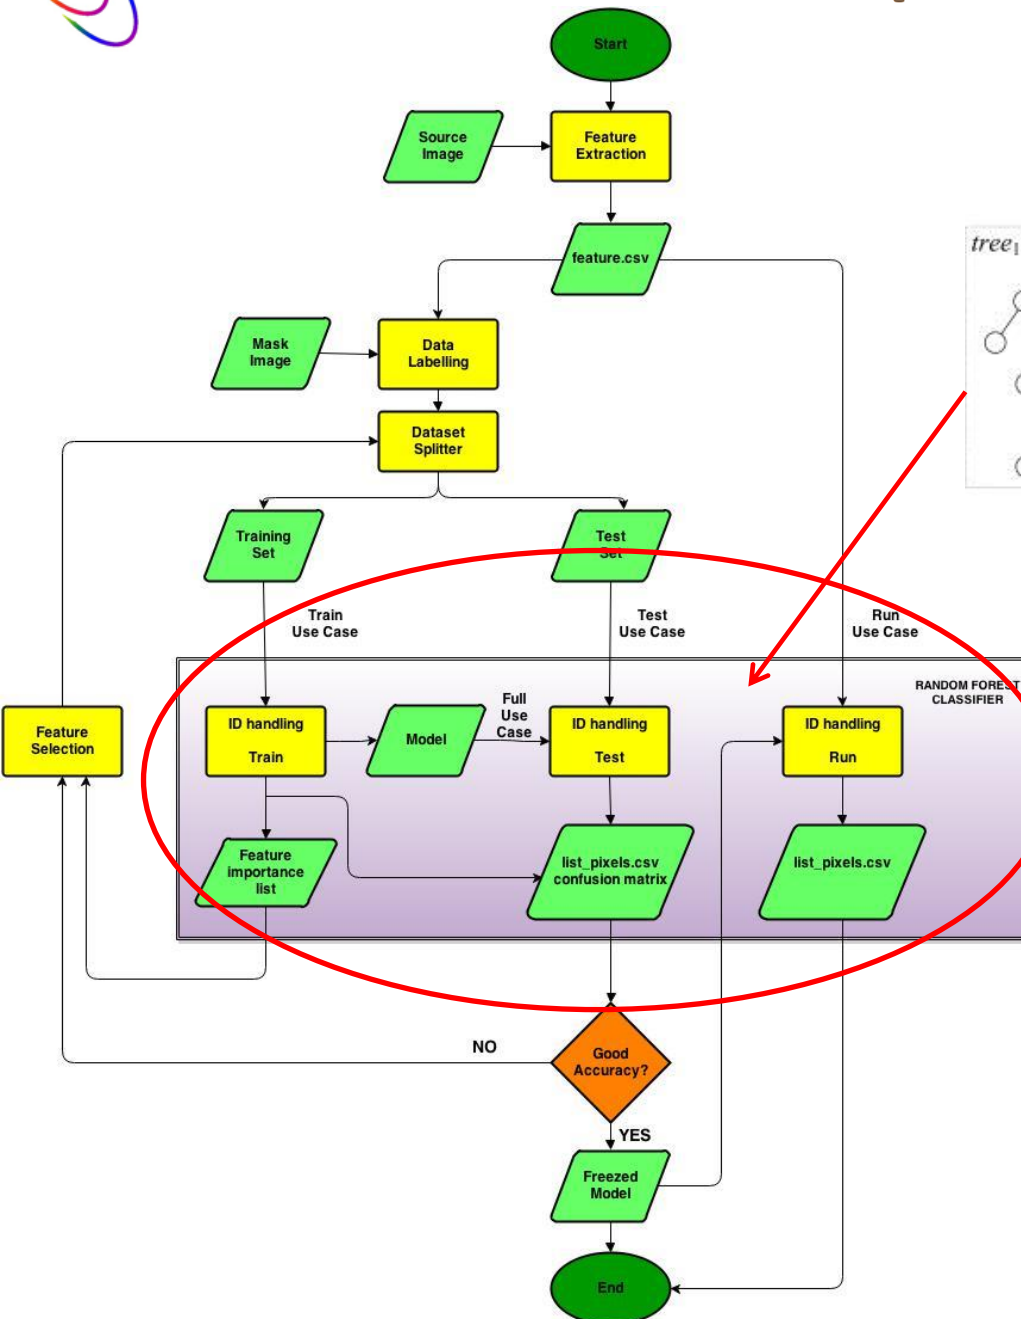 Start
Source
Image
Feature
Extraction
feature.csv
tree1
Mask
Image
Data
Labelling
Dataset
Splitter
Training
Set
Test
Set
Train
Use Case
Test
Use Case
Run
Use Case
RANDOM FOREST
CLASSIFIER
Feature
Selection
ID handling
Train
Model
Full
Use
Case
ID handling
Test
ID handling
Run
Feature
importance
list
list_pixels.csv
confusion matrix
list_pixels.csv
NO
Good
Accuracy?
YES
Freezed
Model
End